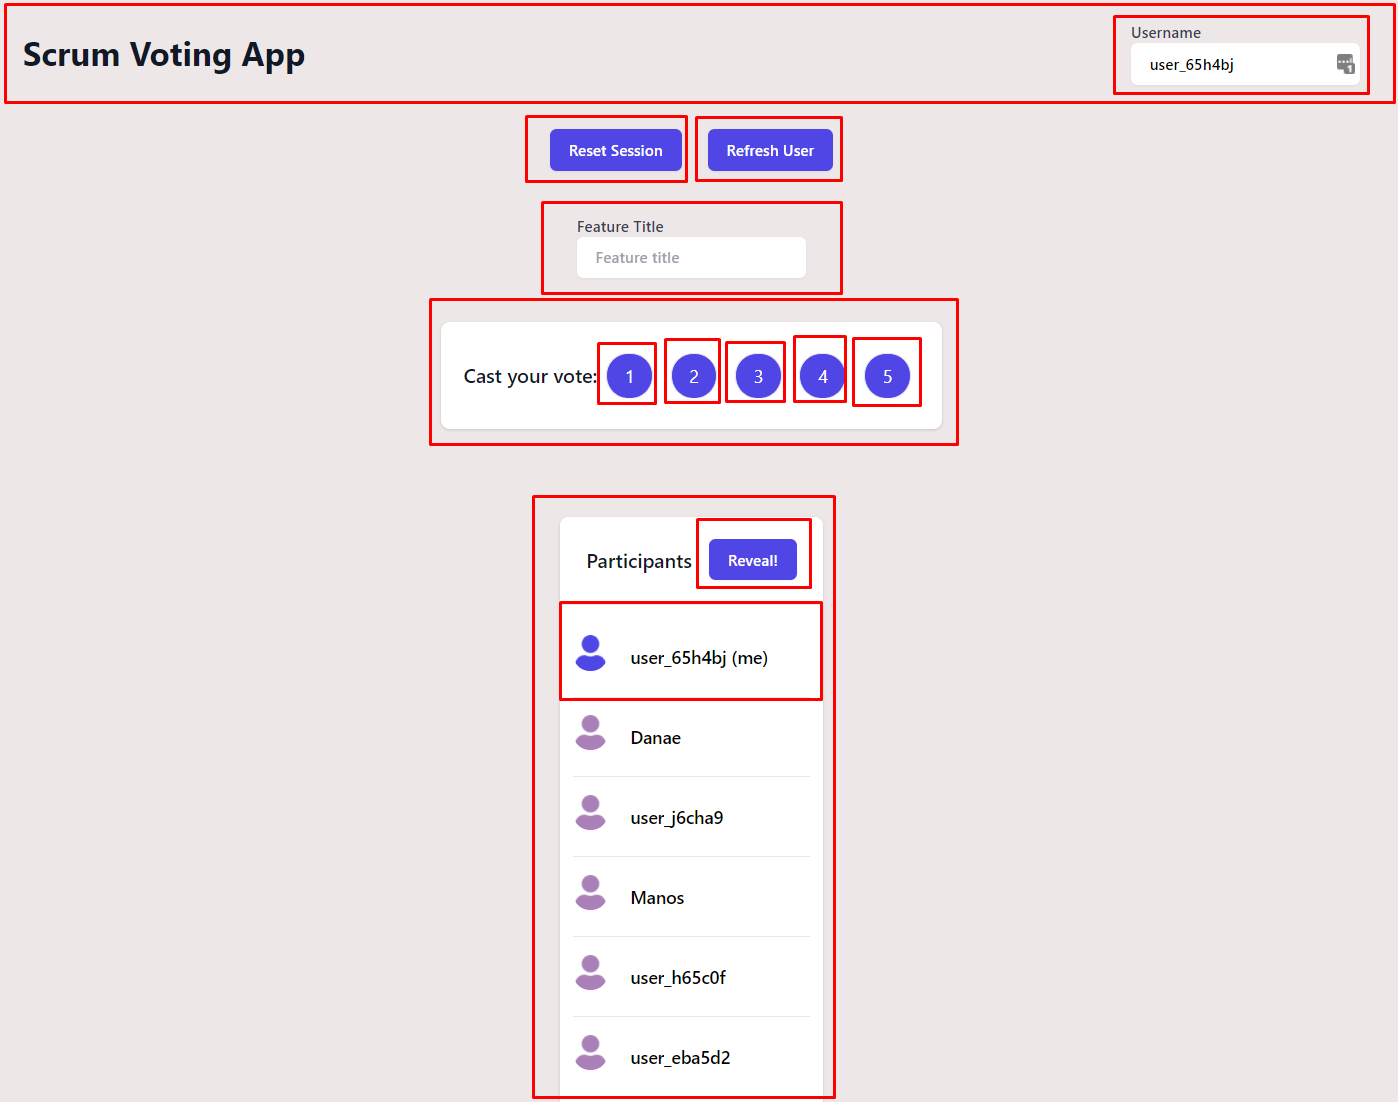 Scrum Voting App
Username
user_65h4bj
1
Reset Session
Refresh User
Feature Title
Feature title
Cast your vote:
1
2
3
4
5
Participants
Reveal!
user_65h4bj (me)
Danae
user_j6cha9
Manos
user_h65c0f
user_eba5d2